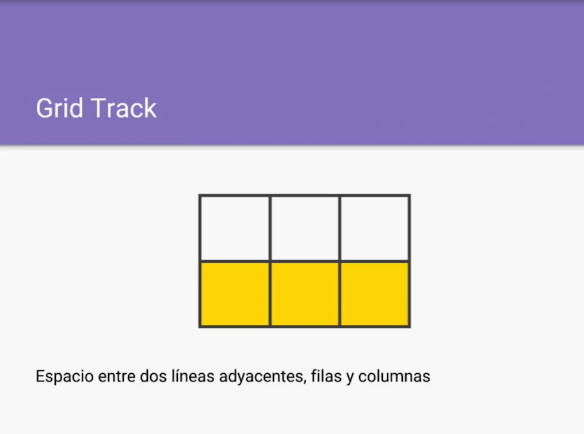 Grid Track
Espacio entre dos líneas adyacentes, filas y columnas